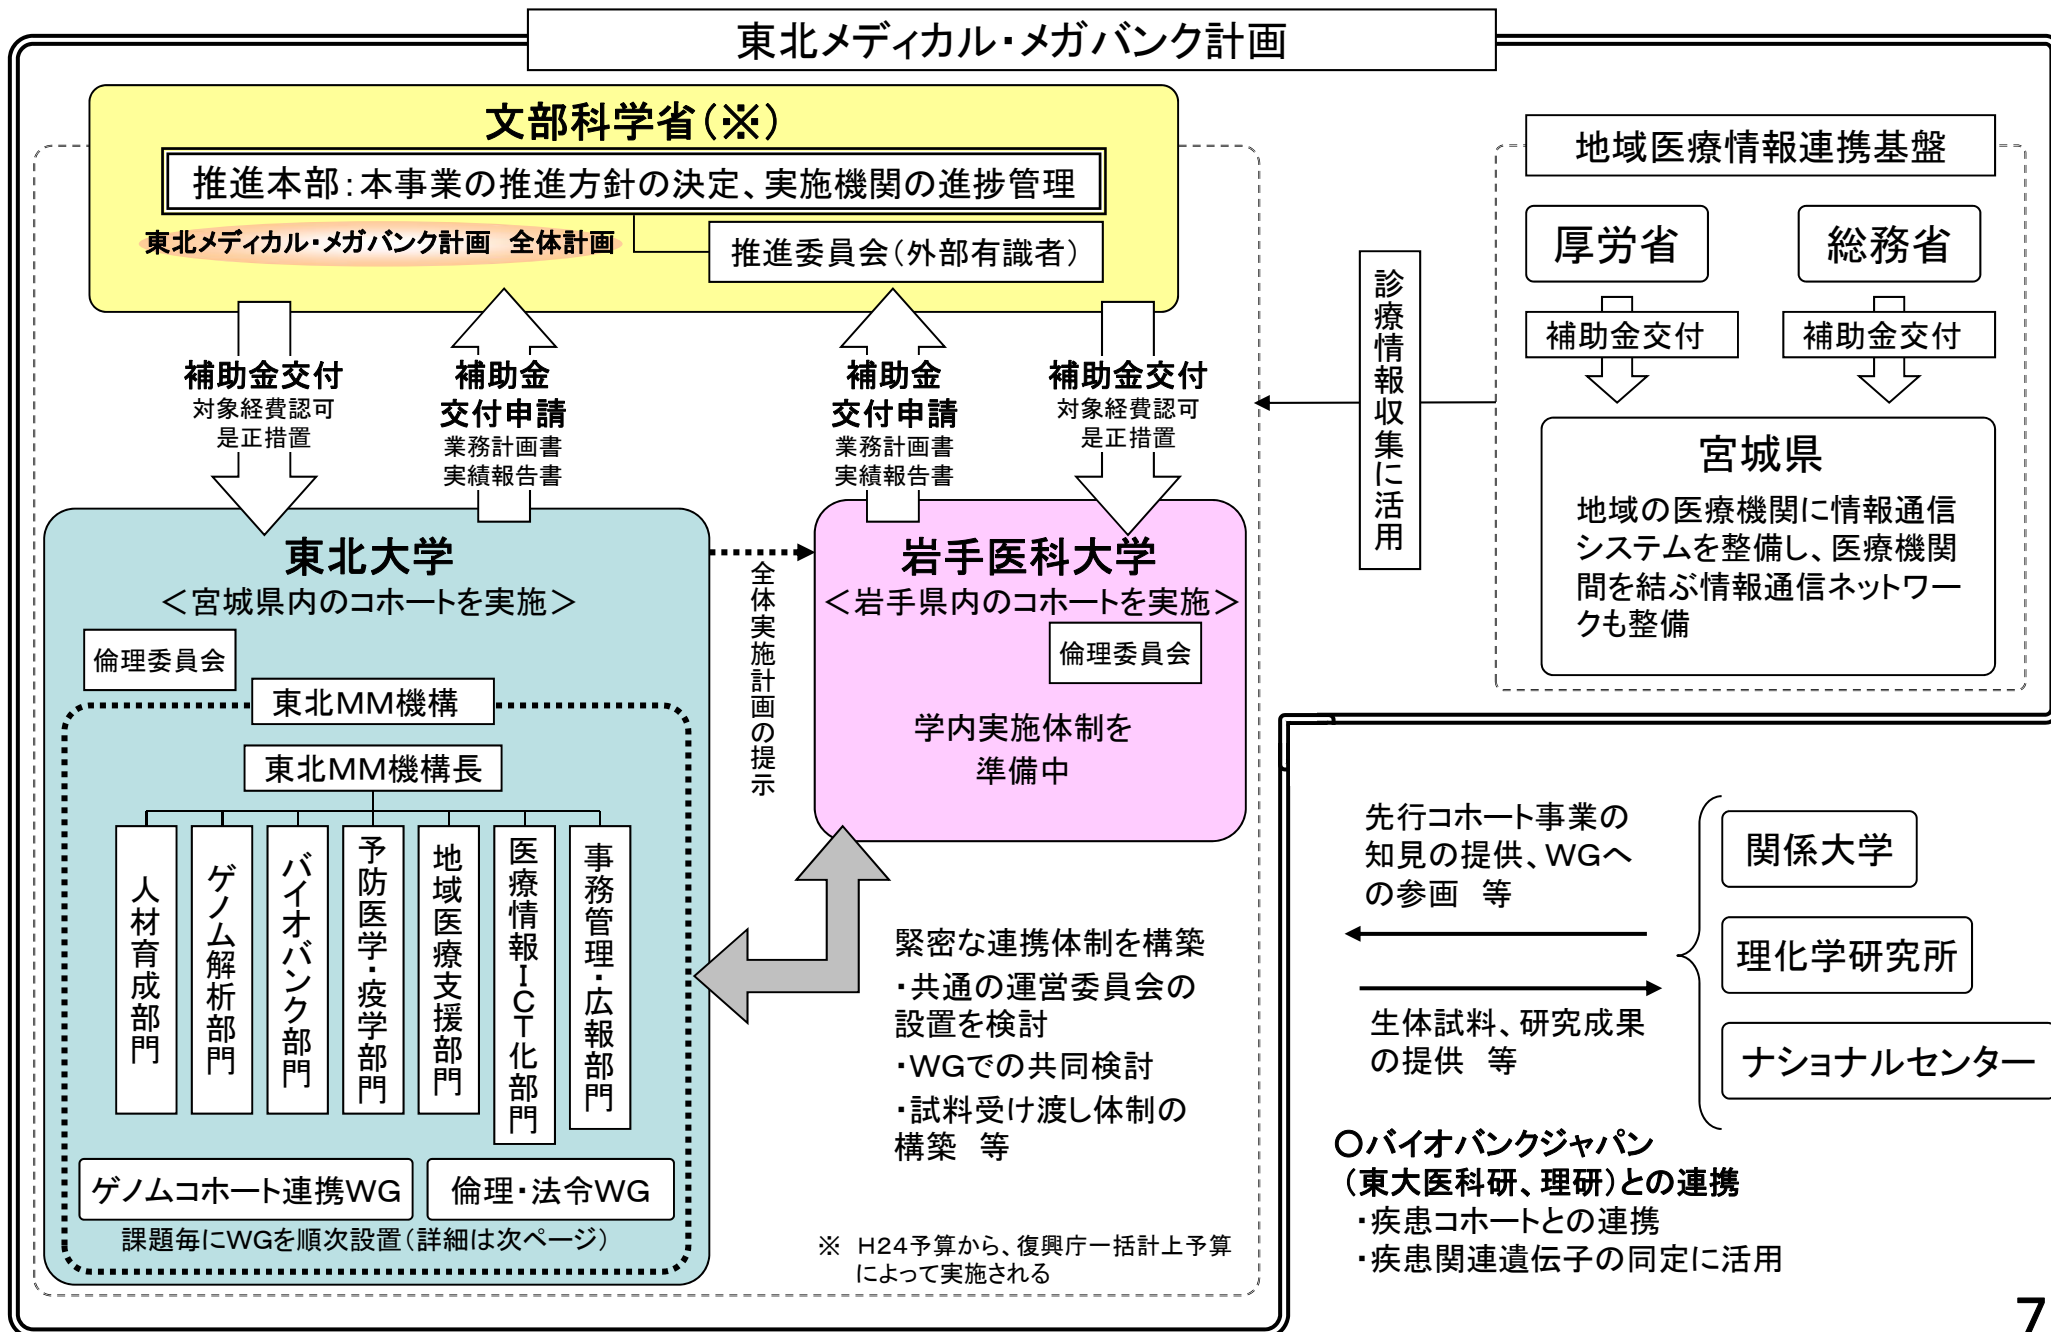 東北メディカル・メガバンク計画
文部科学省(※)
推進本部:本事業の推進方針の決定、実施機関の進捗管理
東北メディカル・メガバンク計画 全体計画
推進委員会(外部有識者)
補助金交付
対象経費認可
是正措置
補助金
交付申請
業務計画書
実績報告書
補助金
交付申請
業務計画書
実績報告書
補助金交付
対象経費認可
是正措置
東北大学
<宮城県内のコホートを実施>
倫理委員会
東北MM機構
東北MM機構長
人材育成部門
ゲノム解析部門
バイオバンク部門
予防医学・疫学部門
地域医療支援部門
医療情報ICT化部門
事務管理・広報部門
ゲノムコホート連携WG
倫理・法令WG
課題毎にWGを順次設置(詳細は次ページ)
全体実施計画の提示
岩手医科大学
<岩手県内のコホートを実施>
倫理委員会
学内実施体制を
準備中
緊密な連携体制を構築
・共通の運営委員会の
設置を検討
・WGでの共同検討
・試料受け渡し体制の
構築 等
※ H24予算から、復興庁一括計上予算
によって実施される
診療情報収集に活用
地域医療情報連携基盤
厚労省
総務省
補助金交付
補助金交付
宮城県
地域の医療機関に情報通信
システムを整備し、医療機関
間を結ぶ情報通信ネットワー
クも整備
先行コホート事業の
知見の提供、WGへ
の参画 等
生体試料、研究成果
の提供 等
関係大学
理化学研究所
ナショナルセンター
○バイオバンクジャパン
(東大医科研、理研)との連携
・疾患コホートとの連携
・疾患関連遺伝子の同定に活用
7